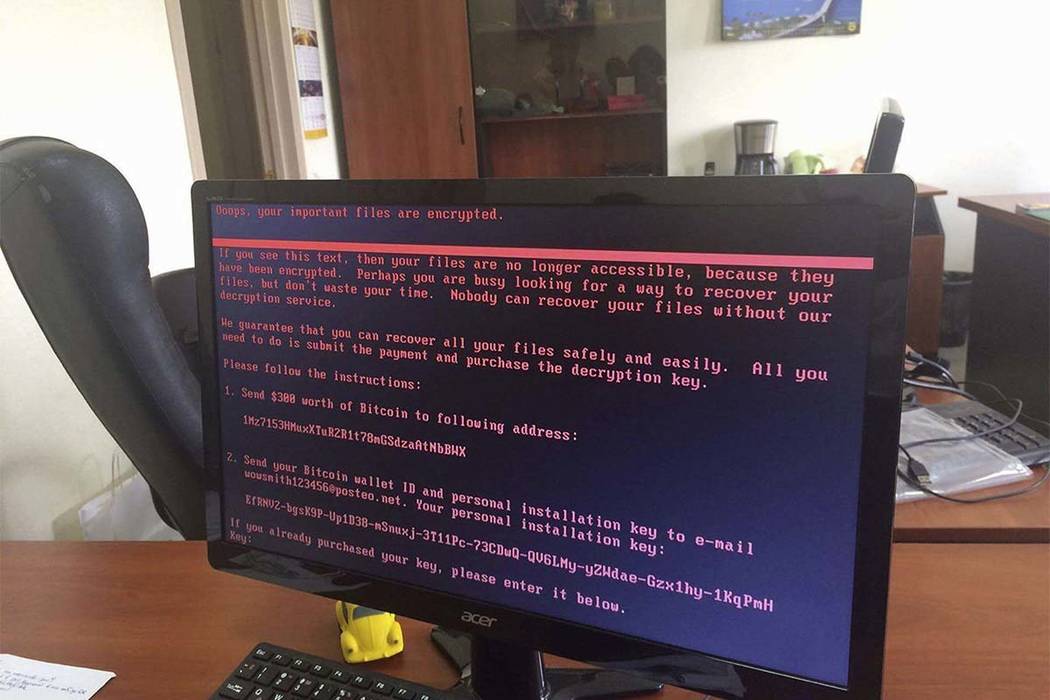 Ooops, your important files are encrypted.
If you see this text, then your files are no longer accessible, because they
have been encrypted. Perhaps you are busy looking for a way to recover your
files, but don't waste your time. Nobody can recover your files without our
decryption service.
We guarantee that you can recover all your files safely and easily. All you
need to do is submit the payment and purchase the decryption key.
Please follow the instructions:
1. Send $300 worth of Bitcoin to following address:
1Mz7153HMuxXTuR2R1t78mGSdzaAtNbBWX
2. Send your Bitcoin wallet ID and personal installation key to e-mail
wowsmith123456@posteo.net. Your personal installation key:
EfRNV2-bgsK9P-Up1D3B-mSnuxj-3T11Pc-73CDwQ-QV6LMy-yZWdae-Gzx1hy-1KqPmH
If you already purchased your key, please enter it below.
Key:
acer